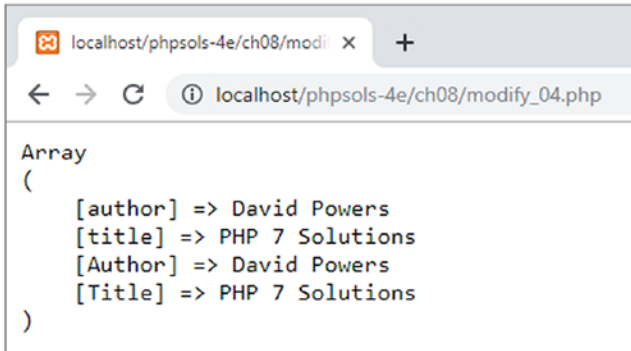 localhost/phpsols-4e/ch08/modi
localhost/phpsols-4e/ch08/modify_04.php
Array
(
[author] => David Powers
[title] => PHP 7 Solutions
[Author] => David Powers
[Title] => PHP 7 Solutions
)